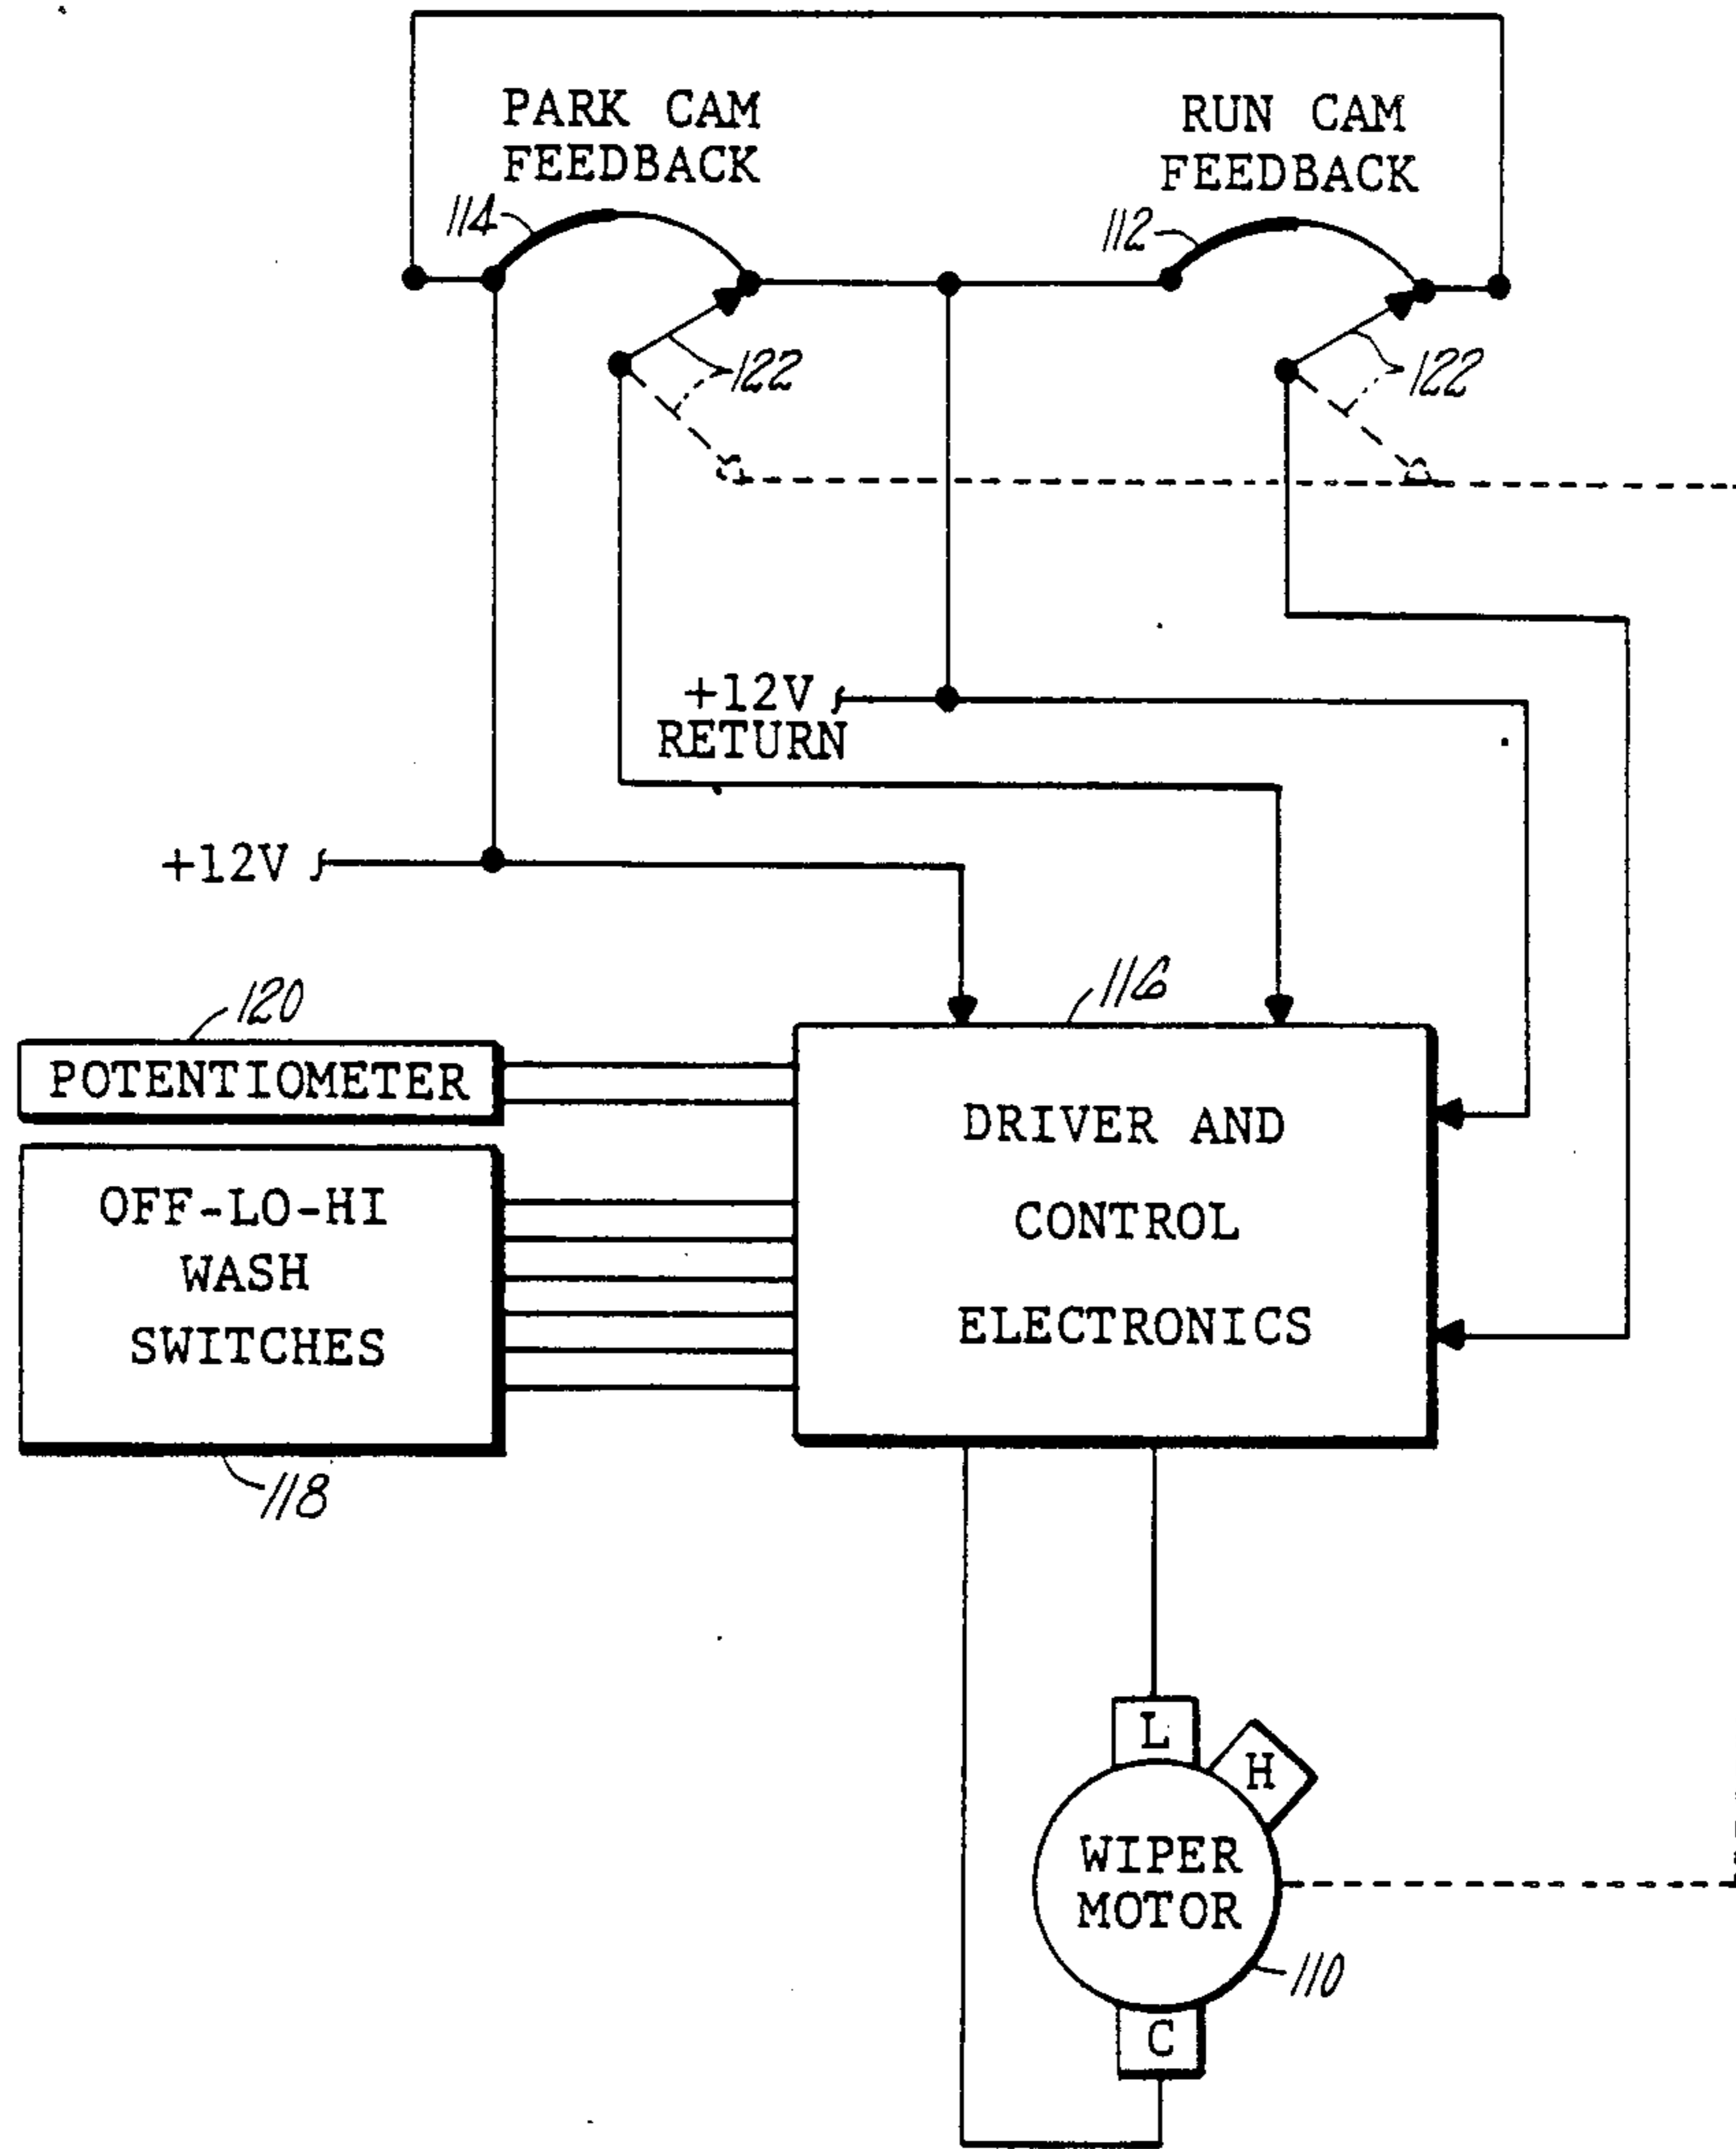 PARK CAM
FEEDBACK
RUN CAM
FEEDBACK
114
112
122
122
+12V
RETURN
+12V
120
116
POTENTIOMETER
OFF-LO-HI
WASH
SWITCHES
118
DRIVER AND
CONTROL
ELECTRONICS
L
H
WIPER
MOTOR
110
C